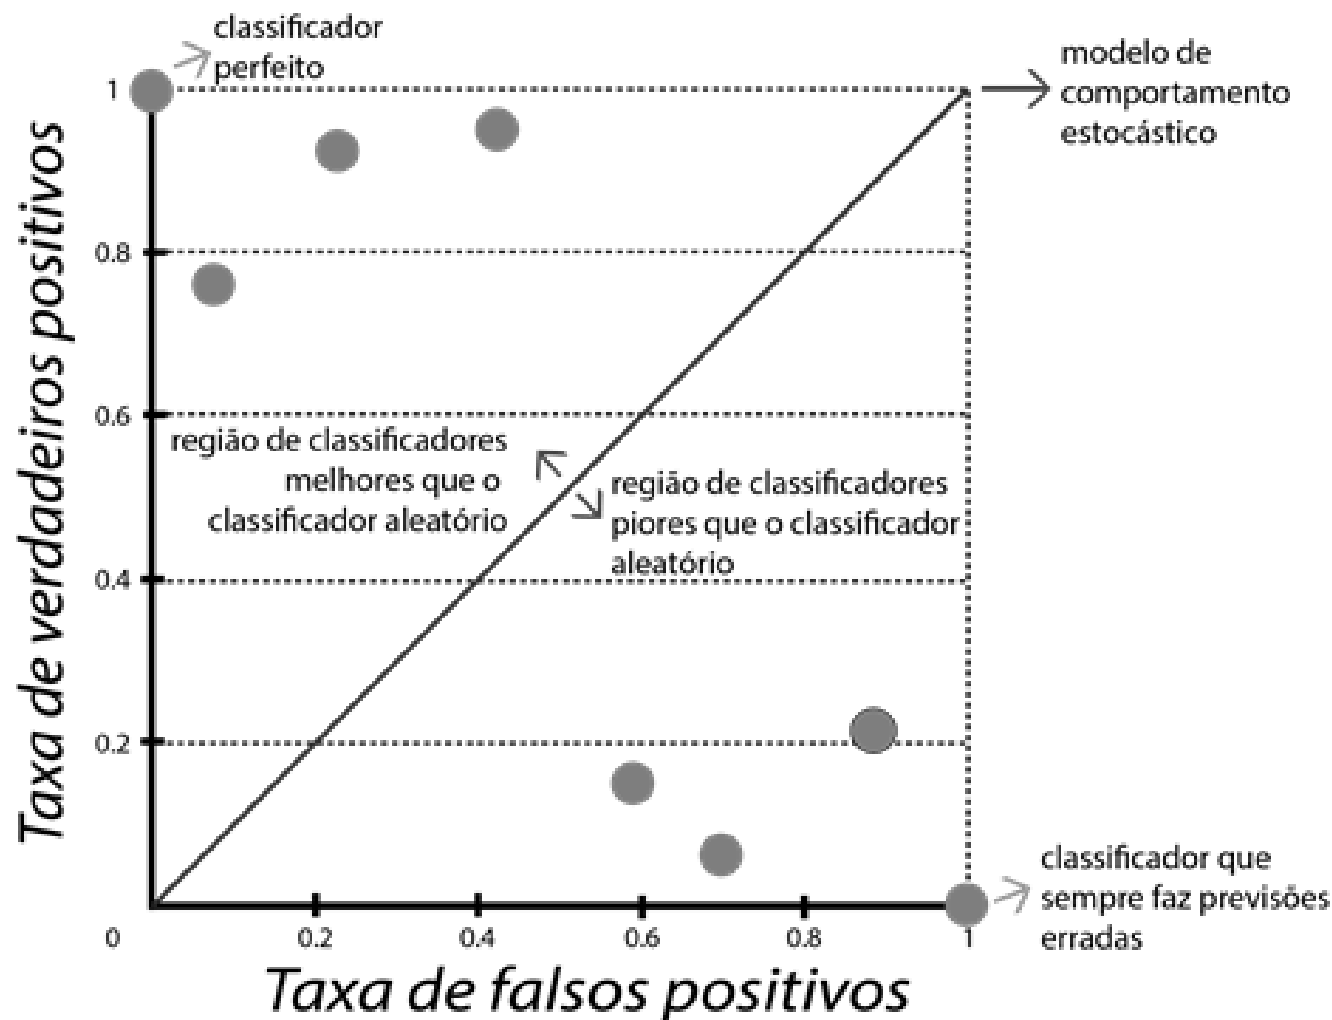 classificador
perfeito
modelo de
comportamento
estocástico
Taxa de verdadeiros positivos
1
0.8
0.6
0.4
0.2
região de classificadores
melhores que o
classificador aleatório
região de classificadores
piores que o classificador
aleatório
classificador que
sempre faz previsões
erradas
0
0.2
0.4
0.6
0.8
1
Taxa de falsos positivos